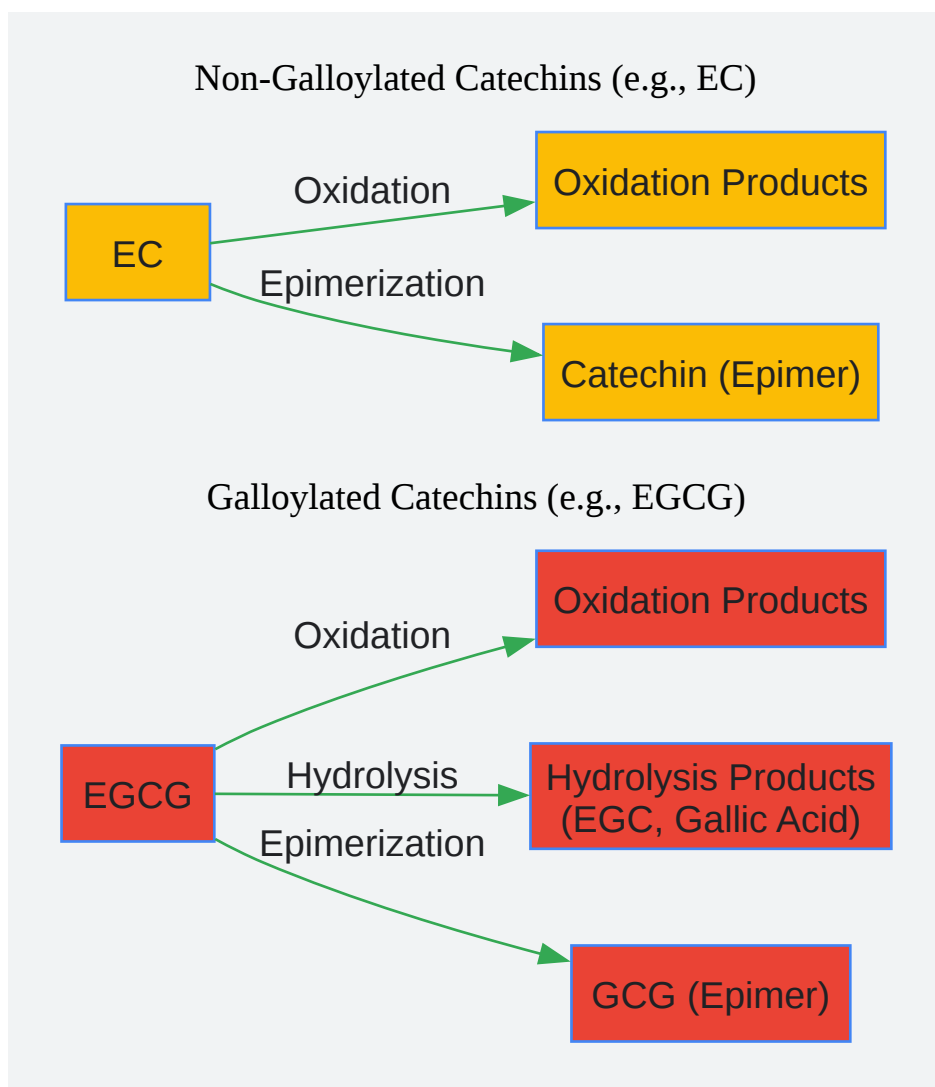 Non-Galloylated Catechins (e.g., EC)
Oxidation
Oxidation Products
EC
Epimerization
Catechin (Epimer)
Galloylated Catechins (e.g., EGCG)
Oxidation Products
Oxidation
EGCG
Hydrolysis
Hydrolysis Products
(EGC, Gallic Acid)
Epimerization
GCG (Epimer)